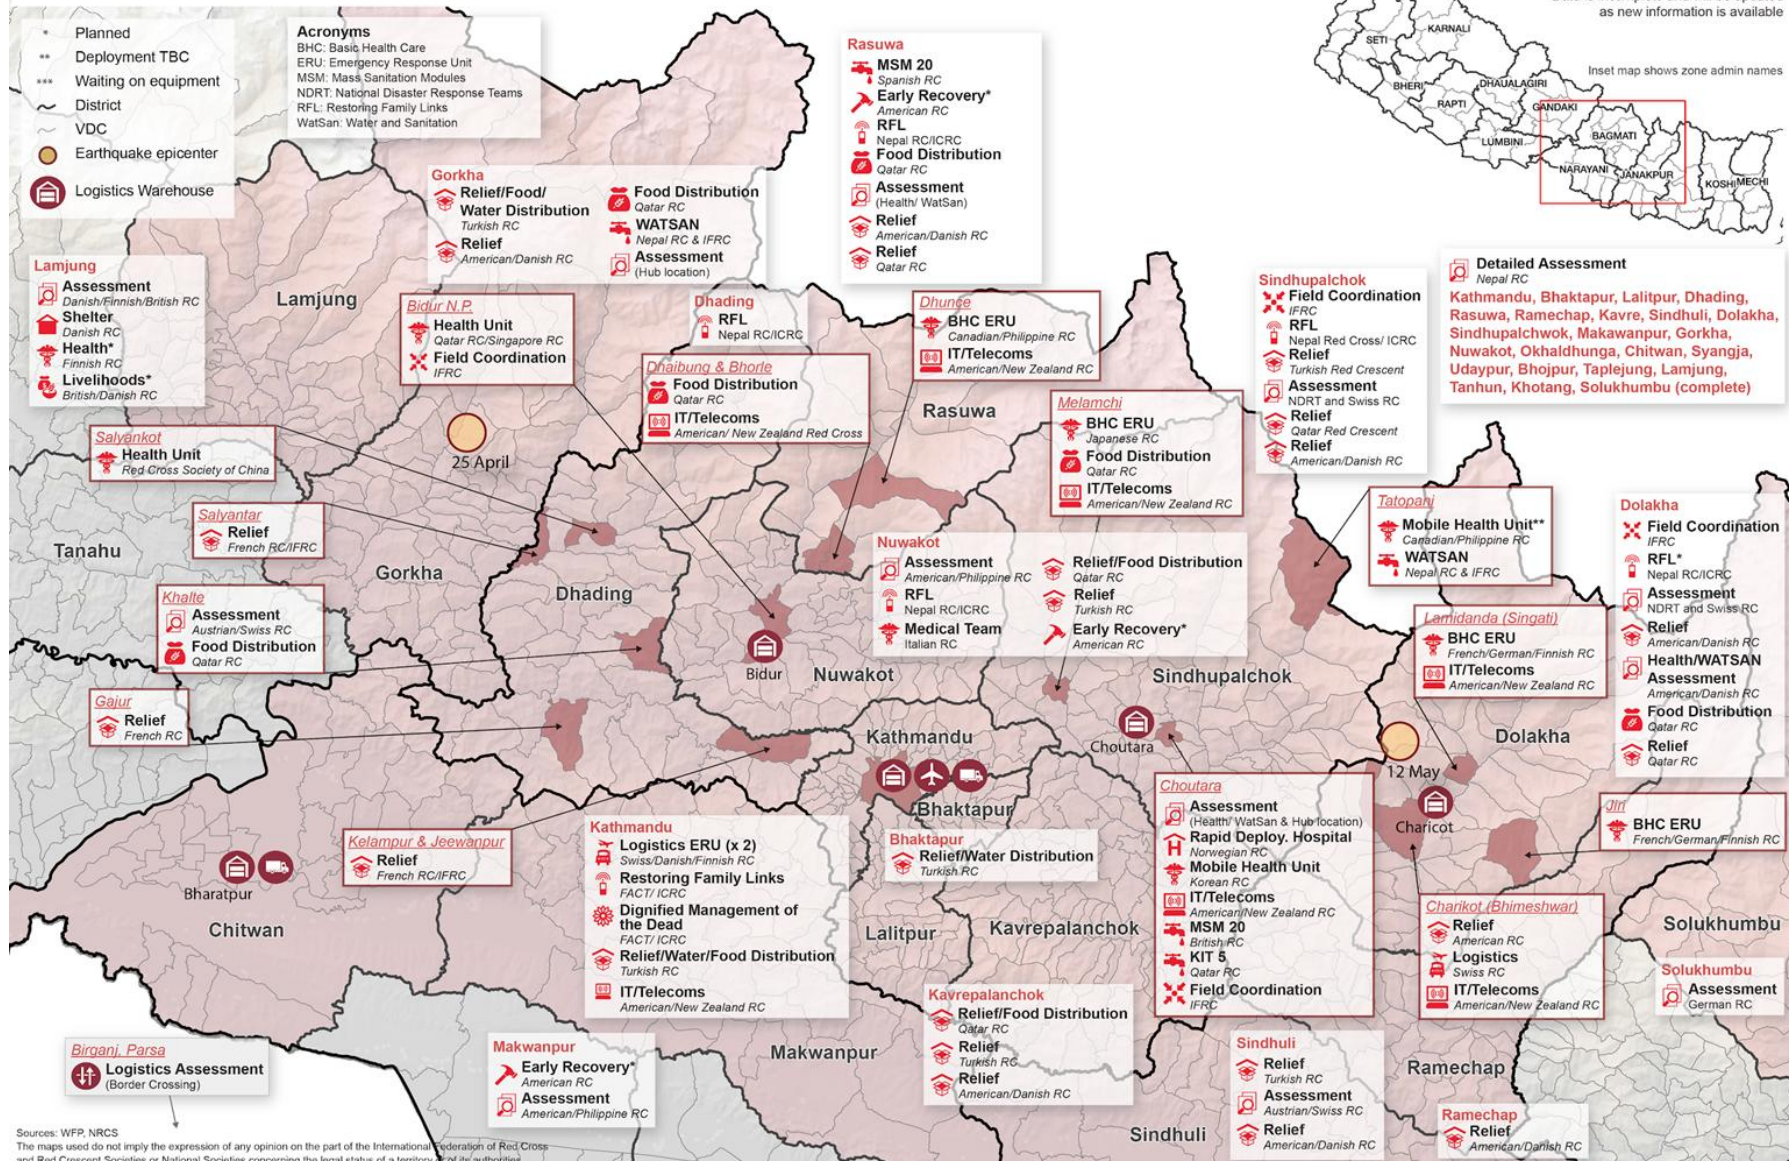 as new information is available
* Planned
** Deployment TBC
*** Waiting on equipment
District
VDC
Earthquake epicenter
Logistics Warehouse
Acronyms
BHC: Basic Health Care
ERU: Emergency Response Unit
MSM: Mass Sanitation Modules
NDRT: National Disaster Response Teams
RFL: Restoring Family Links
WatSan: Water and Sanitation
Rasuwa
MSM 20
Spanish RC
Early Recovery*
American RC
RFL
Nepal RC/ICRC
Food Distribution
Qatar RC
Assessment
(Health/ WatSan)
Relief
American/Danish RC
Relief
Qatar RC
SETI
KARNALI
BHERI
RAPTI
DHAUALAGIRI
GANDAKI
LUMBINI
BAGMATI
NARAYANI
JANAKPUR
KOSHI
MECHI
Inset map shows zone admin names
Gorkha
Relief/Food/
Water Distribution
Turkish RC
Relief
American/Danish RC
Food Distribution
Qatar RC
WATSAN
Nepal RC & IFRC
Assessment
(Hub location)
Lamjung
Assessment
Danish/Finnish/British RC
Shelter
Danish RC
Health*
Finnish RC
Livelihoods*
British/Danish RC
Lamjung
Bidur N.P.
Health Unit
Qatar RC/Singapore RC
Field Coordination
IFRC
Dhading
RFL
Nepal RC/ICRC
Dhaibung & Bhorle
Food Distribution
Qatar RC
IT/Telecoms
American/ New Zealand Red Cross
Dhunce
BHC ERU
Canadian/Philippine RC
IT/Telecoms
American/New Zealand RC
Rasuwa
Melamchi
BHC ERU
Japanese RC
Food Distribution
Qatar RC
IT/Telecoms
American/New Zealand RC
Sindhupalchok
Field Coordination
IFRC
RFL
Nepal Red Cross/ ICRC
Relief
Turkish Red Crescent
Assessment
NDRT and Swiss RC
Relief
Qatar Red Crescent
Relief
American/Danish RC
Detailed Assessment
Nepal RC
Kathmandu, Bhaktapur, Lalitpur, Dhading,
Rasuwa, Ramechap, Kavre, Sindhuli, Dolakha,
Sindhupalchwok, Makawanpur, Gorkha,
Nuwakot, Okhaldhunga, Chitwan, Syangja,
Udaypur, Bhojpur, Taplejung, Lamjung,
Tanhun, Khotang, Solukhumbu (complete)
25 April
Salyankot
Health Unit
Red Cross Society of China
Salyantar
Relief
French RC/IFRC
Tanahu
Gorkha
Dhading
Khalte
Assessment
Austrian/Swiss RC
Food Distribution
Qatar RC
Gajur
Relief
French RC
Nuwakot
Assessment
American/Philippine RC
RFL
Nepal RC/ICRC
Medical Team
Italian RC
Relief/Food Distribution
Qatar RC
Relief
Turkish RC
Early Recovery*
American RC
Tatopani
Mobile Health Unit**
Canadian/Philippine RC
WATSAN
Nepal RC & IFRC
Dolakha
Field Coordination
IFRC
RFL*
Nepal RC/ICRC
Assessment
NDRT and Swiss RC
Relief
American/Danish RC
Health/WATSAN
Assessment
American/Danish RC
Food Distribution
Qatar RC
Relief
Qatar RC
Lamidanda (Singati)
BHC ERU
French/German/Finnish RC
IT/Telecoms
American/New Zealand RC
Bidur
Nuwakot
Sindhupalchok
Kathmandu
Choutara
Dolakha
12 May
Bhaktapur
Charicot
Jiri
BHC ERU
French/German/Finnish RC
Choutara
Assessment
(Health/ WatSan & Hub location)
Rapid Deploy. Hospital
Norwegian RC
Mobile Health Unit
Korean RC
IT/Telecoms
American/New Zealand RC
MSM 20
British RC
KIT 5
Qatar RC
Field Coordination
IFRC
Bharatpur
Chitwan
Kelampur & Jeewanpur
Relief
French RC/IFRC
Kathmandu
Logistics ERU (x 2)
Swiss/Danish/Finnish RC
Restoring Family Links
FACT/ ICRC
Dignified Management of
the Dead
FACT/ ICRC
Relief/Water/Food Distribution
Turkish RC
IT/Telecoms
American/New Zealand RC
Bhaktapur
Relief/Water Distribution
Turkish RC
Lalitpur
Kavrepalanchok
Charikot (Bhimeshwar)
Relief
American RC
Logistics
Swiss RC
IT/Telecoms
American/New Zealand RC
Solukhumbu
Solukhumbu
Assessment
German RC
Kavrepalanchok
Relief/Food Distribution
Qatar RC
Relief
Turkish RC
Relief
American/Danish RC
Makwanpur
Birganj, Parsa
Logistics Assessment
(Border Crossing)
Makwanpur
Early Recovery*
American RC
Assessment
American/Philippine RC
Sindhuli
Relief
Turkish RC
Assessment
Austrian/Swiss RC
Relief
American/Danish RC
Ramechap
Sindhuli
Ramechap
Relief
American/Danish RC
Sources: WFP, NRCS
The maps used do not imply the expression of any opinion on the part of the International Federation of Red Cross
and Red Crescent Societies or National Societies concerning the legal status of a territory or of its authorities